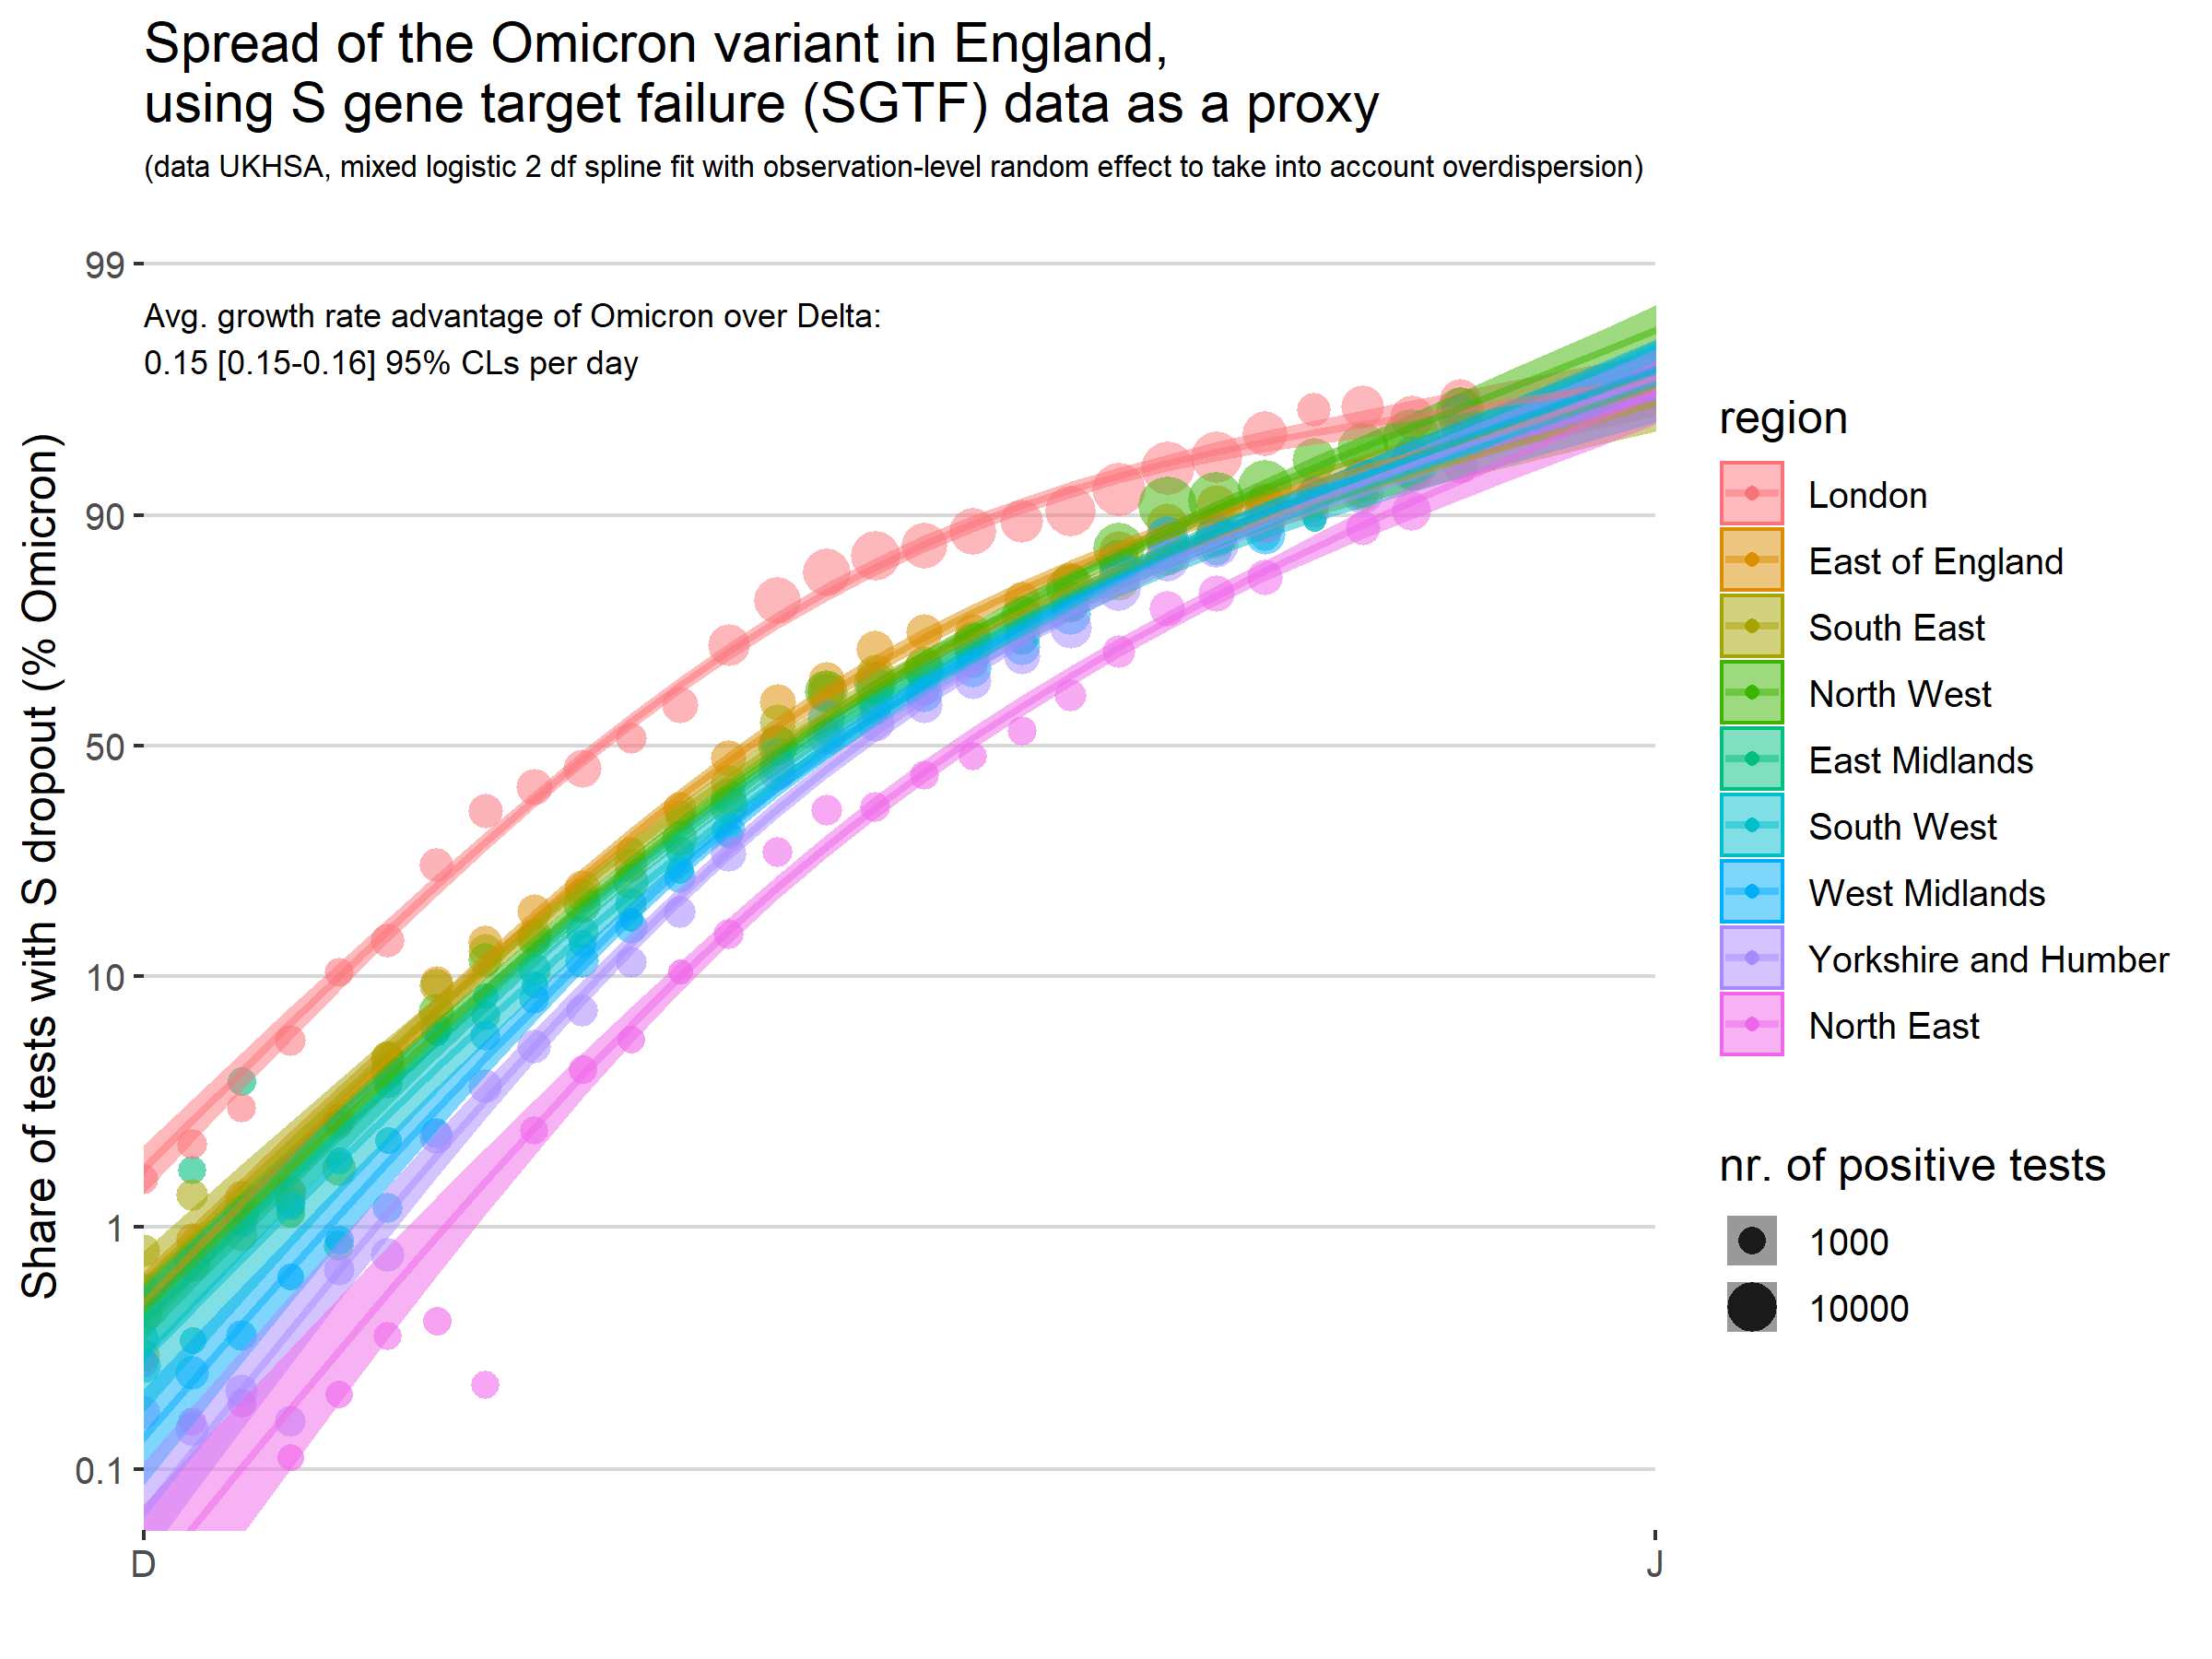 Spread of the Omicron variant in England,
using S gene target failure (SGTF) data as a proxy
(data UKHSA, mixed logistic 2 df spline fit with observation-level random effect to take into account overdispersion)
Avg. growth rate advantage of Omicron over Delta:
0.15 [0.15-0.16] 95% CLs per day
Share of tests with S dropout (% Omicron)
99
90
50
10
1
0.1
D
J
region
London
East of England
South East
North West
East Midlands
South West
West Midlands
Yorkshire and Humber
North East
nr. of positive tests
1000
10000